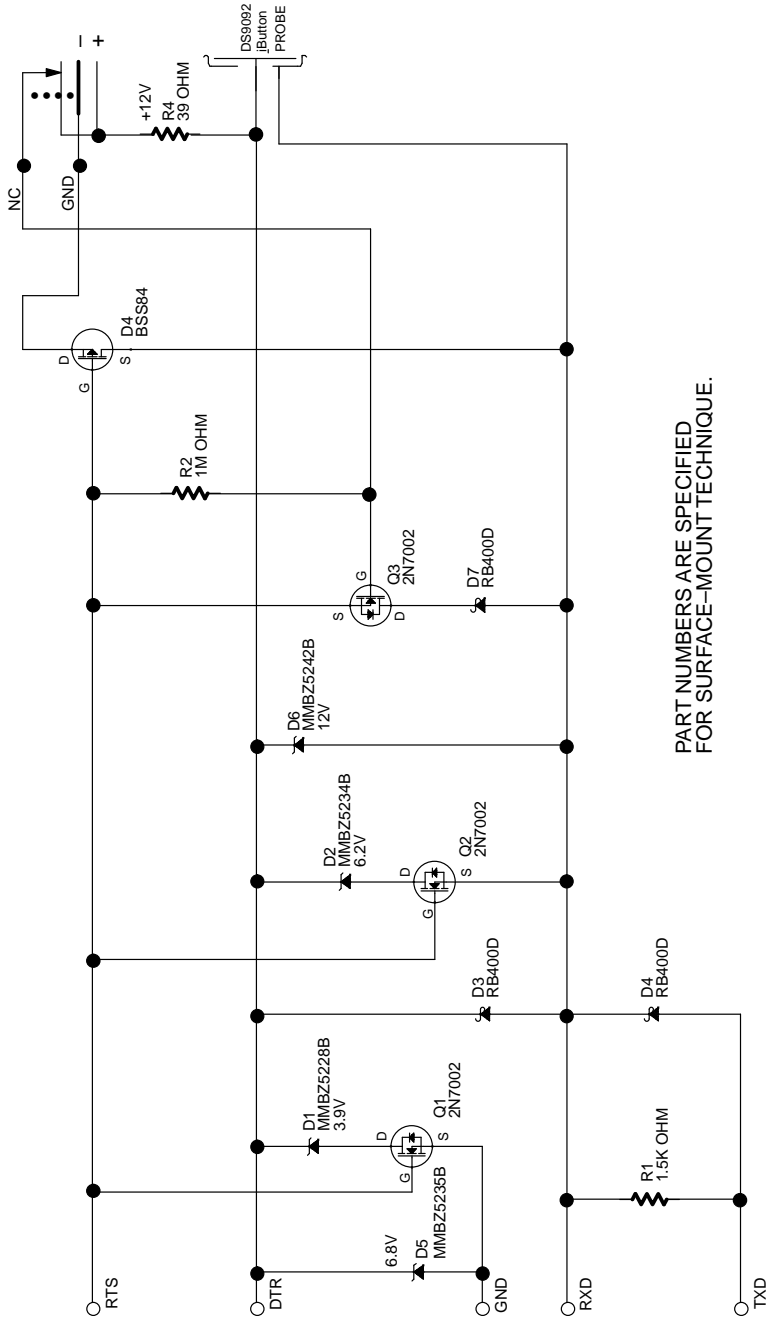 RTS
DTR
GND
RXD
TXD
6.8V
D5
MMBZ5235B
D1
MMBZ5228B
3.9V
D
G
S
Q1
2N7002
R1
1.5K OHM
D3
RB400D
D4
RB400D
D2
MMBZ5234B
6.2V
D
G
S
Q2
2N7002
D6
MMBZ5242B
12V
S
G
D
Q3
2N7002
D7
RB400D
R2
1M OHM
D
G
S
D4
BSS84
NC
GND
–
+
+12V
R4
39 OHM
DS9092
iButton
PROBE
PART NUMBERS ARE SPECIFIED
FOR SURFACE–MOUNT TECHNIQUE.